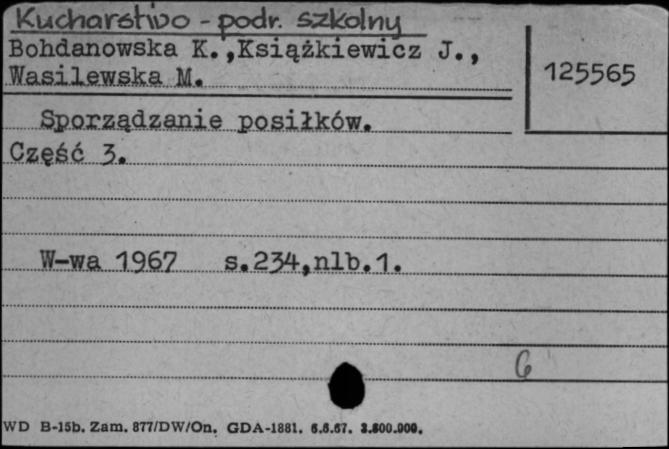 Kucharstwo - podr. szkolny
Bohdanowska K.,Książkiewicz J.,
Wasilewska M.
125565
Sporządzanie posiłków.
Część 3.
W-wa 1967 s.234,nlb.1.
6
WD B-15b. Zam. 877/DW/On. GDA-1881. 6.6.67. 3.800.000.